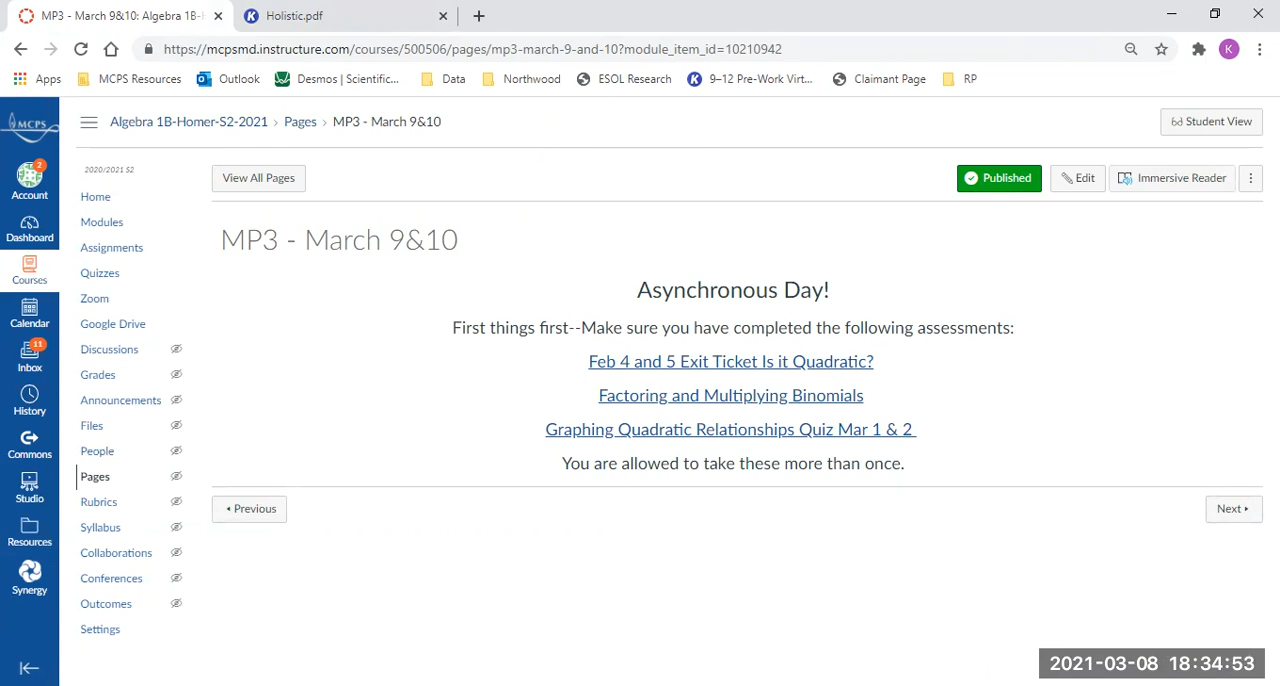 MP3 - March 9&10: Algebra 1B-H
Holistic.pdf
https://mcpsmd.instructure.com/courses/500506/pages/mp3-march-9-and-10?module_item_id=10210942
K
Apps
MCPS Resources
Outlook
Desmos | Scientific...
Data
Northwood
ESOL Research
9–12 Pre-Work Virt...
Claimant Page
RP
MCPS
Algebra 1B-Homer-S2-2021 › Pages › MP3 - March 9&10
Student View
2020/2021 S2
View All Pages
Published
Edit
Immersive Reader
2
Account
Dashboard
Courses
Calendar
11
Inbox
History
Commons
Studio
Resources
Synergy
Home
Modules
Assignments
Quizzes
Zoom
Google Drive
Discussions
Grades
Announcements
Files
People
Pages
Rubrics
Syllabus
Collaborations
Conferences
Outcomes
Settings
MP3 - March 9&10
Asynchronous Day!
First things first--Make sure you have completed the following assessments:
Feb 4 and 5 Exit Ticket Is it Quadratic?
Factoring and Multiplying Binomials
Graphing Quadratic Relationships Quiz Mar 1 & 2
You are allowed to take these more than once.
Previous
Next
2021-03-08 18:34:53